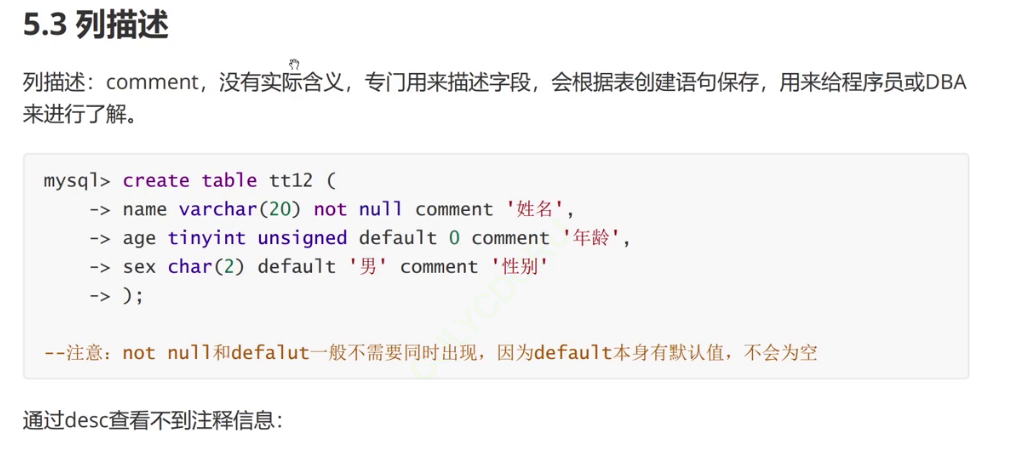 5.3 列描述
列描述：comment，没有实际含义，专门用来描述字段，会根据表创建语句保存，用来给程序员或DBA
来进行了解。
mysql> create table tt12 (
    -> name varchar(20) not null comment '姓名',
    -> age tinyint unsigned default 0 comment '年龄',
    -> sex char(2) default '男' comment '性别'
    -> );
--注意：not null和defalut一般不需要同时出现，因为default本身有默认值，不会为空
通过desc查看不到注释信息：